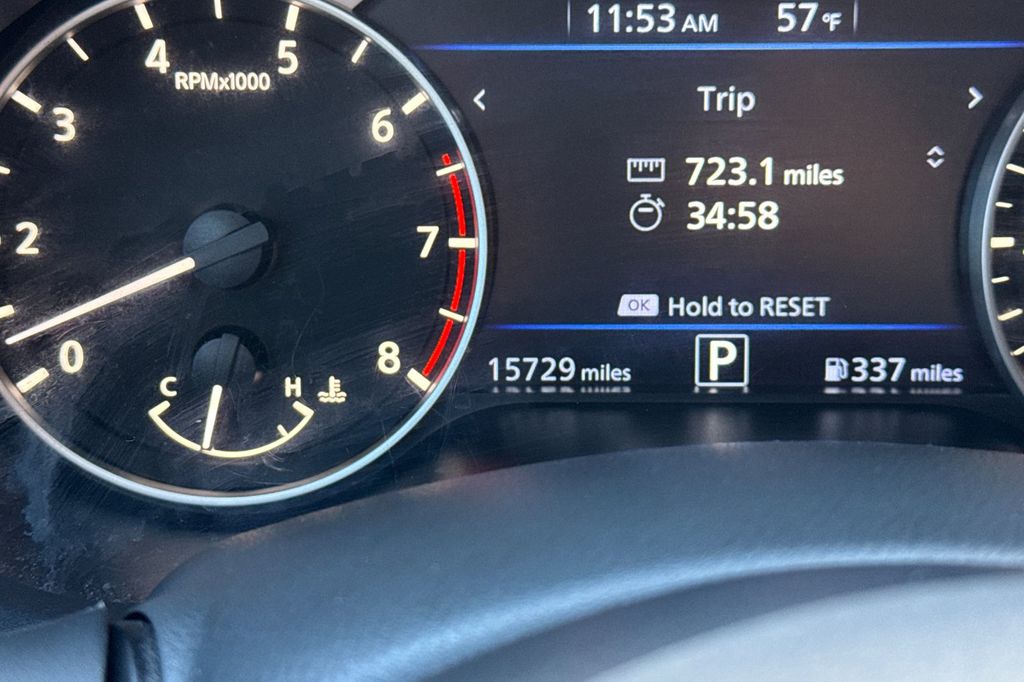 11:53 AM 57°F
4 5
RPMx1000
3 6
Trip
723.1 miles
2 7
34:58
OK Hold to RESET
0 8
15729 miles P 337 miles
C H